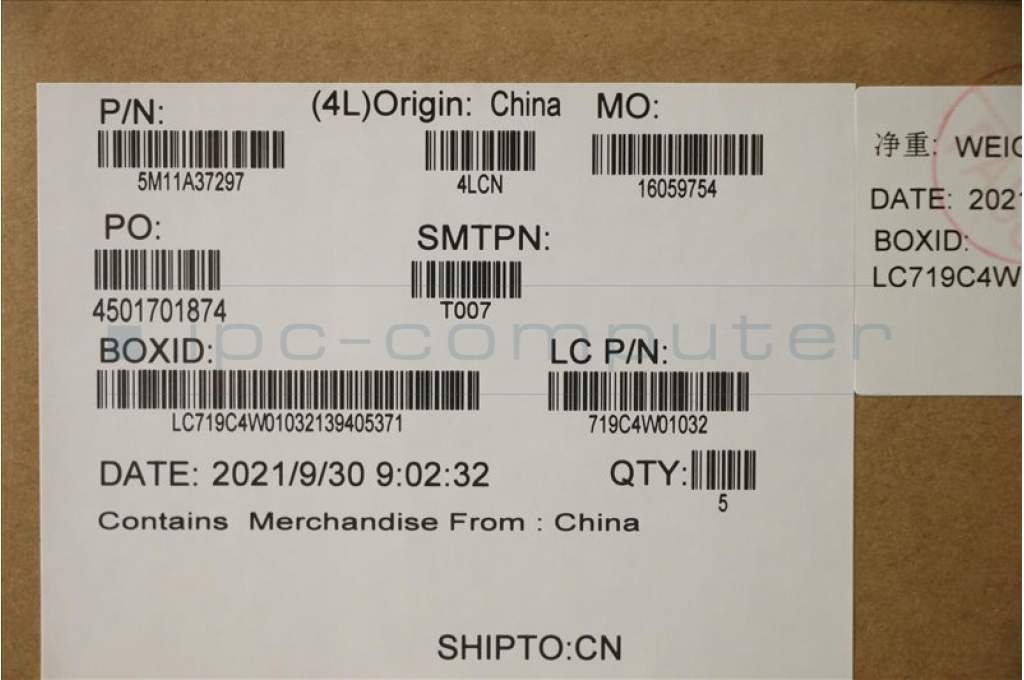 P/N: (4L)Origin: China MO:
5M11A37297 4LCN 16059754
PO: SMTPN:
4501701874 T007
BOXID: LC P/N:
LC719C4W01032139405371 719C4W01032
DATE: 2021/9/30 9:02:32 QTY:
5
Contains Merchandise From : China
SHIPTO:CN
净重: WEIG
DATE: 2021
BOXID:
LC719C4W
ipc-computer